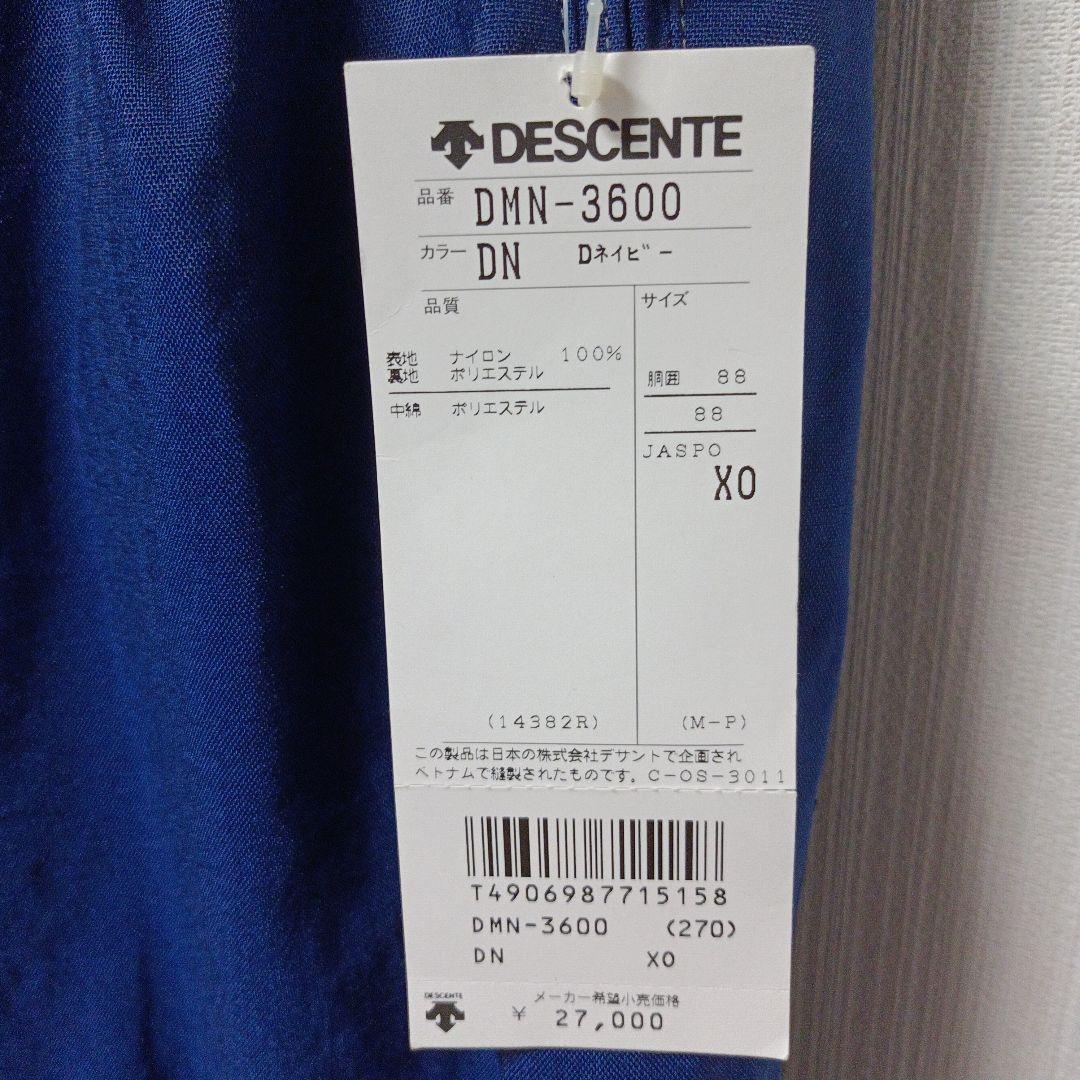 DESCENTE
品番 DMN-3600
カラー DN Dネイビー
品質
表地 ナイロン 100%
裏地 ポリエステル
中綿 ポリエステル
(14382R)
サイズ
胴囲 88
88
JASPO
XO
(M-P)
この製品は日本の株式会社デサントで企画され
ベトナムで縫製されたものです。C-OS-3011
T4906987715158
DMN-3600 (270)
DN XO
DESCENTE
メーカー希望小売価格
¥ 27,000